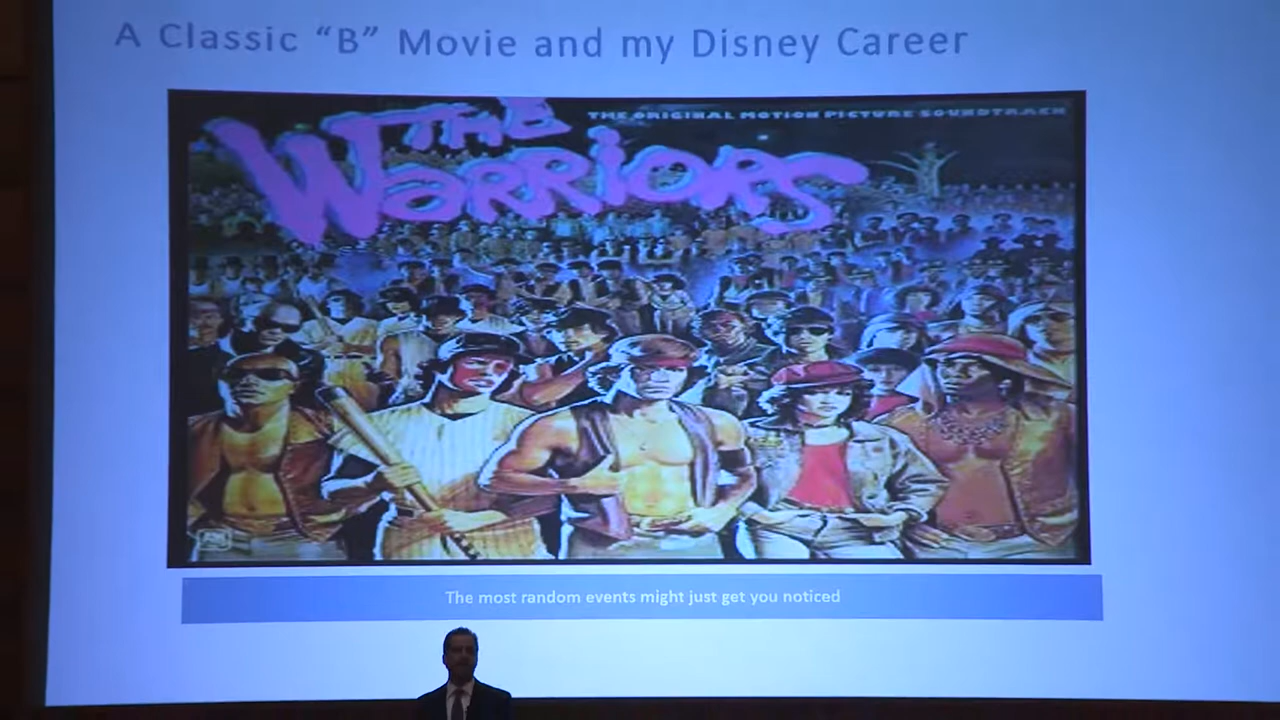 A Classic “B” Movie and my Disney Career
THE ORIGINAL MOTION PICTURE SOUNDTRACK
THE
WARRiORS
The most random events might just get you noticed